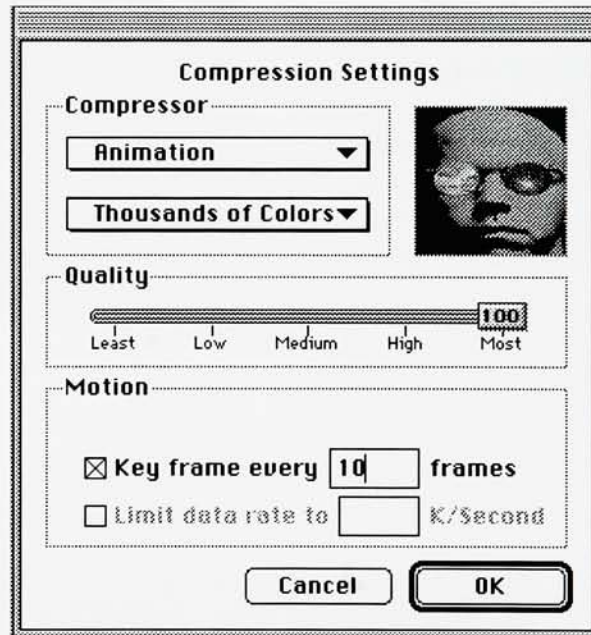 Compression Settings
Compressor
Animation
Thousands of Colors
Quality
100
Least Low Medium High Most
Motion
Key frame every 10 frames
Limit data rate to K/Second
Cancel OK